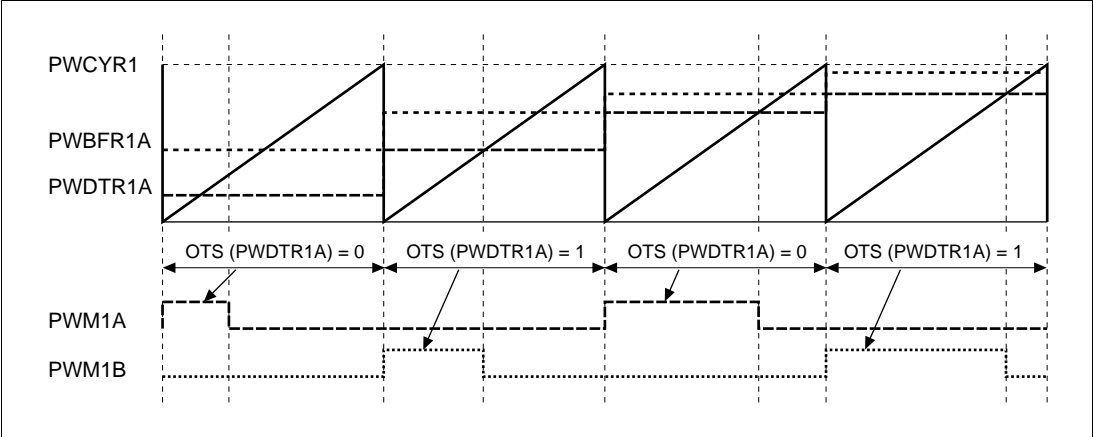 PWCYR1
PWBFR1A
PWDTR1A
OTS (PWDTR1A) = 0
OTS (PWDTR1A) = 1
OTS (PWDTR1A) = 0
OTS (PWDTR1A) = 1
PWM1A
PWM1B